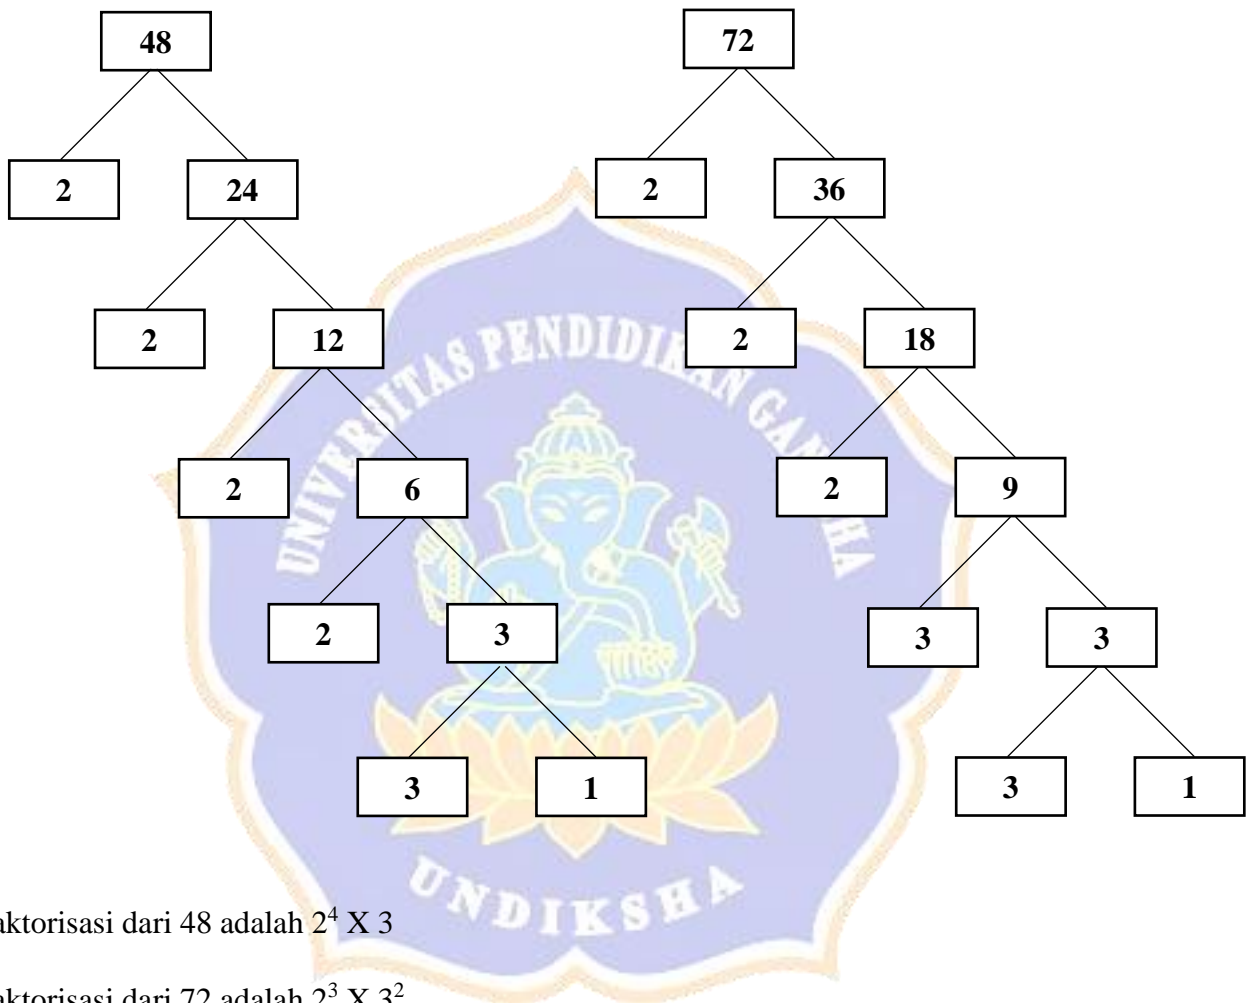 48 72
2 24 2 36
2 12 2 18
2 6 2 9
2 3 3 3
3 1 3 1
UNIVERSITAS PENDIDIKAN GANESHA
UNDIKSHA
aktorisasi dari 48 adalah 2⁴ X 3
aktorisasi dari 72 adalah 2³ X 3²